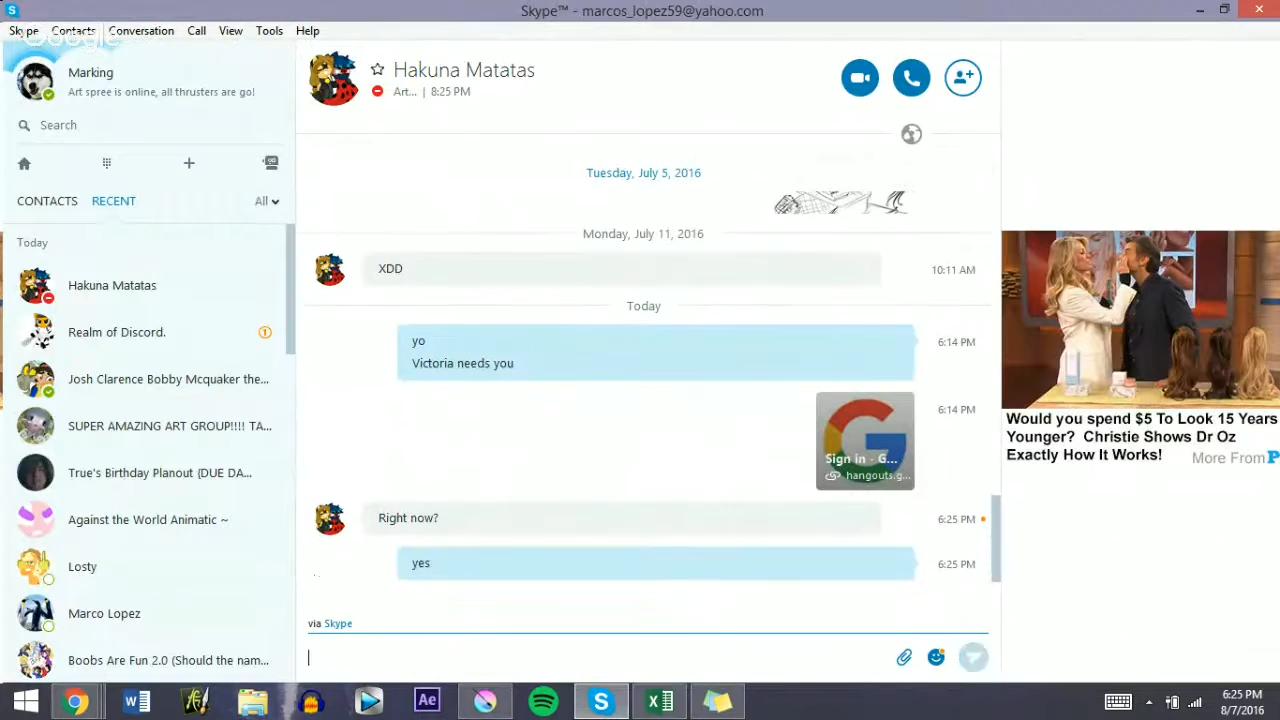 Skype™ - marcos_lopez59@yahoo.com
Skype Contacts Conversation Call View Tools Help
Google
Marking
Art spree is online, all thrusters are go!
Search
CONTACTS RECENT All
Today
Hakuna Matatas
Realm of Discord.
1
Josh Clarence Bobby Mcquaker the...
SUPER AMAZING ART GROUP!!!! TA...
True's Birthday Planout {DUE DA...
Against the World Animatic ~
Losty
Marco Lopez
Boobs Are Fun 2.0 (Should the nam...
Hakuna Matatas
Art... | 8:25 PM
Tuesday, July 5, 2016
Monday, July 11, 2016
XDD
10:11 AM
Today
yo
6:14 PM
Victoria needs you
Sign in - G...
hangouts.g...
6:14 PM
Right now?
6:25 PM
yes
6:25 PM
via Skype
Would you spend $5 To Look 15 Years
Younger? Christie Shows Dr Oz
Exactly How It Works!
More From P
Ae
6:25 PM
8/7/2016